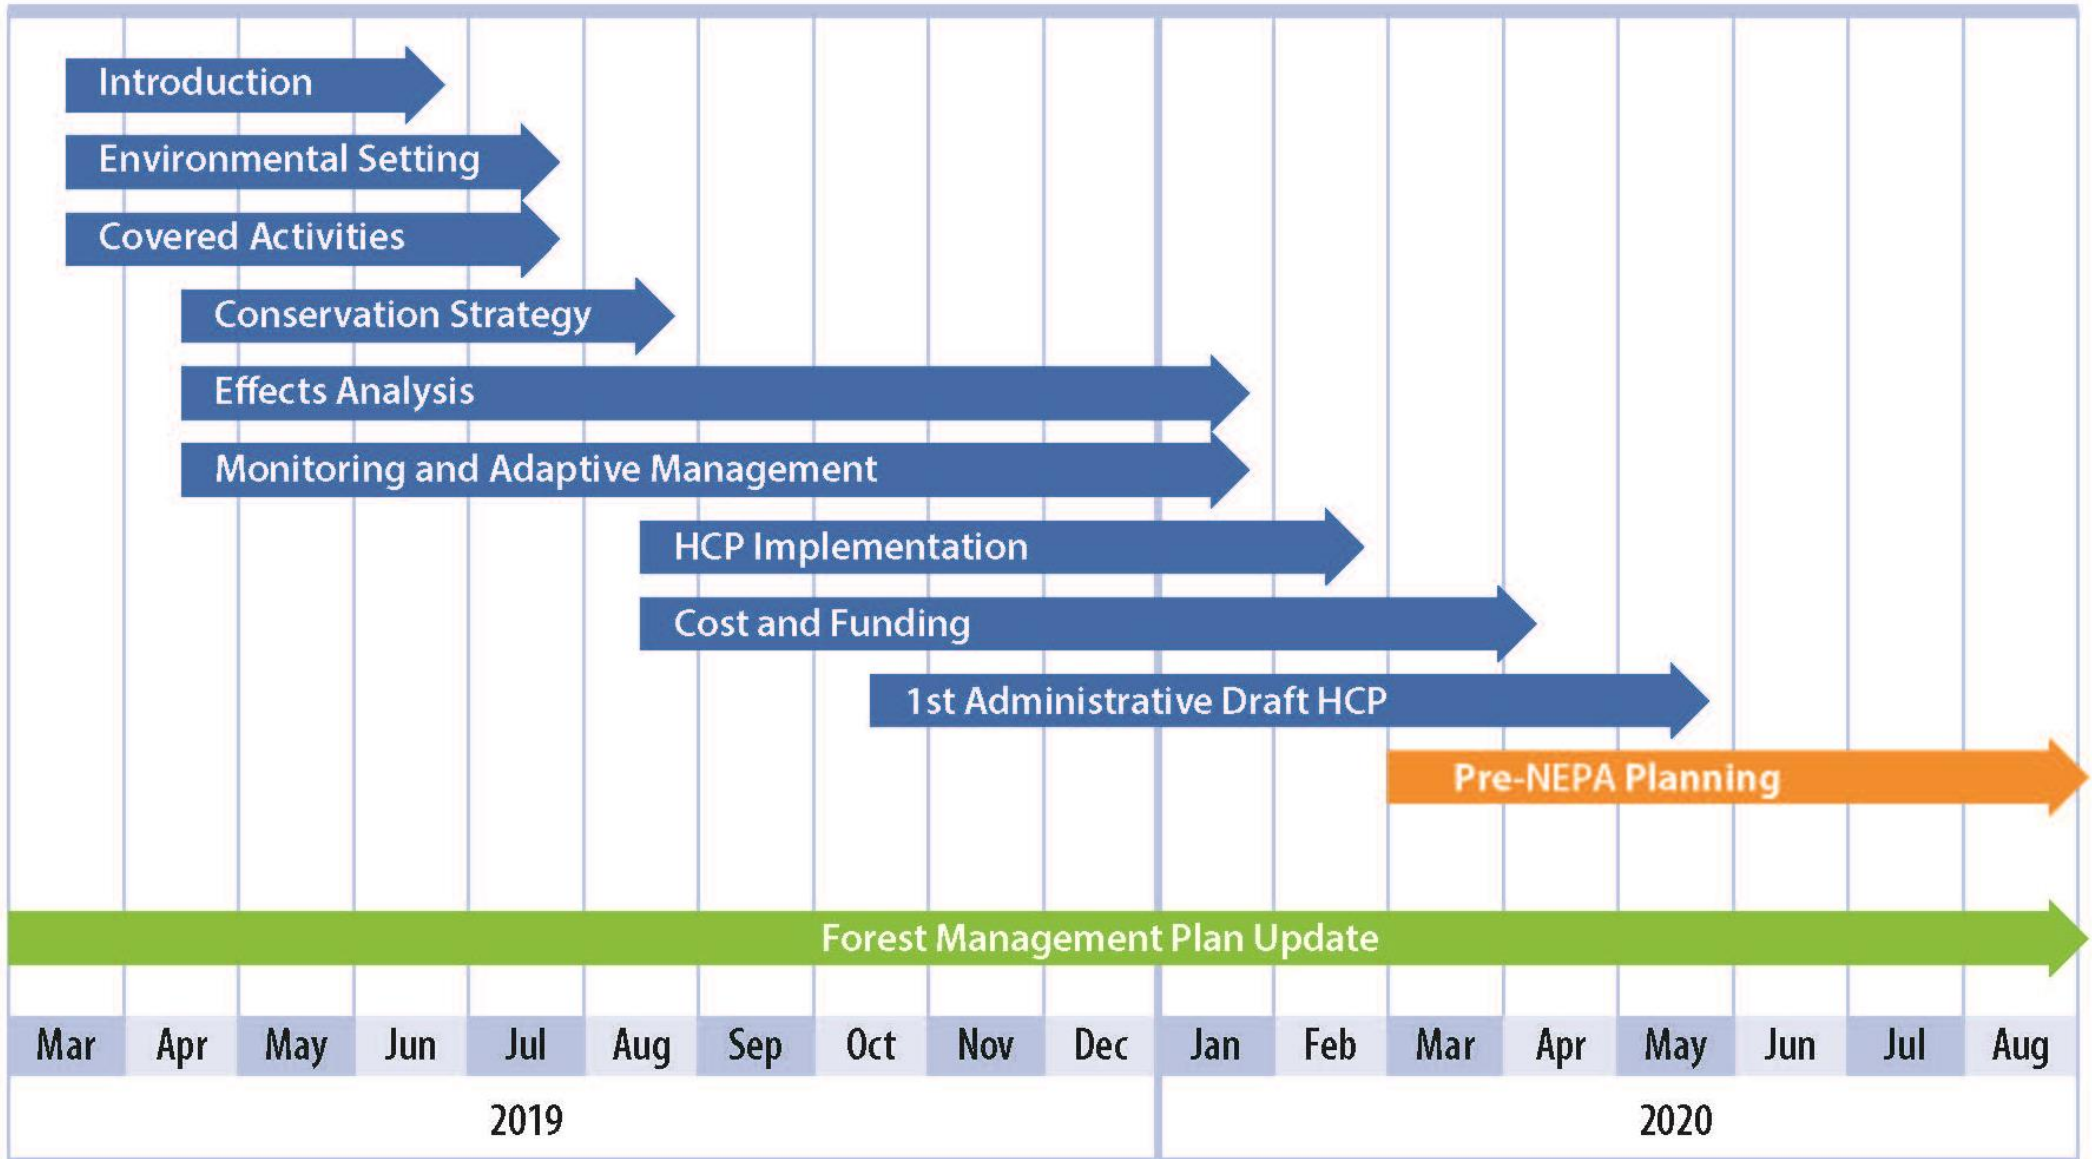 Introduction
Environmental Setting
Covered Activities
Conservation Strategy
Effects Analysis
Monitoring and Adaptive Management
HCP Implementation
Cost and Funding
1st Administrative Draft HCP
Pre-NEPA Planning
Forest Management Plan Update
Mar Apr May Jun Jul Aug Sep Oct Nov Dec Jan Feb Mar Apr May Jun Jul Aug
2019 2020